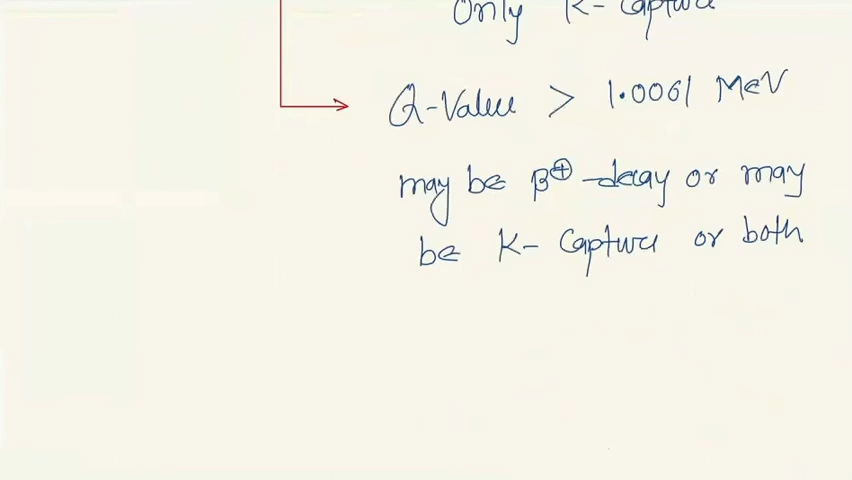 Only K- Capture
Q-Value > 1.0061 MeV
may be β⊕ -decay or may
be K- Capture or both